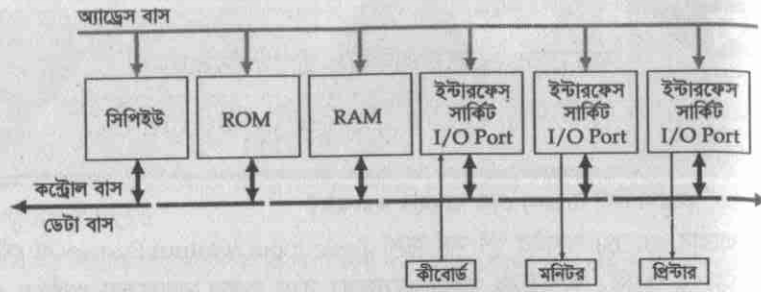 অ্যাড্রেস বাস
সিপিইউ
ROM
RAM
ইন্টারফেস্
সার্কিট
I/O Port
ইন্টারফেস
সার্কিট
I/O Port
ইন্টারফেস
সার্কিট
I/O Port
কন্ট্রোল বাস
ডেটা বাস
কীবোর্ড
মনিটর
প্রিন্টার